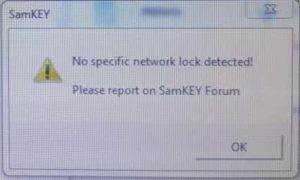 SamKEY
No specific network lock detected!
Please report on SamKEY Forum
OK